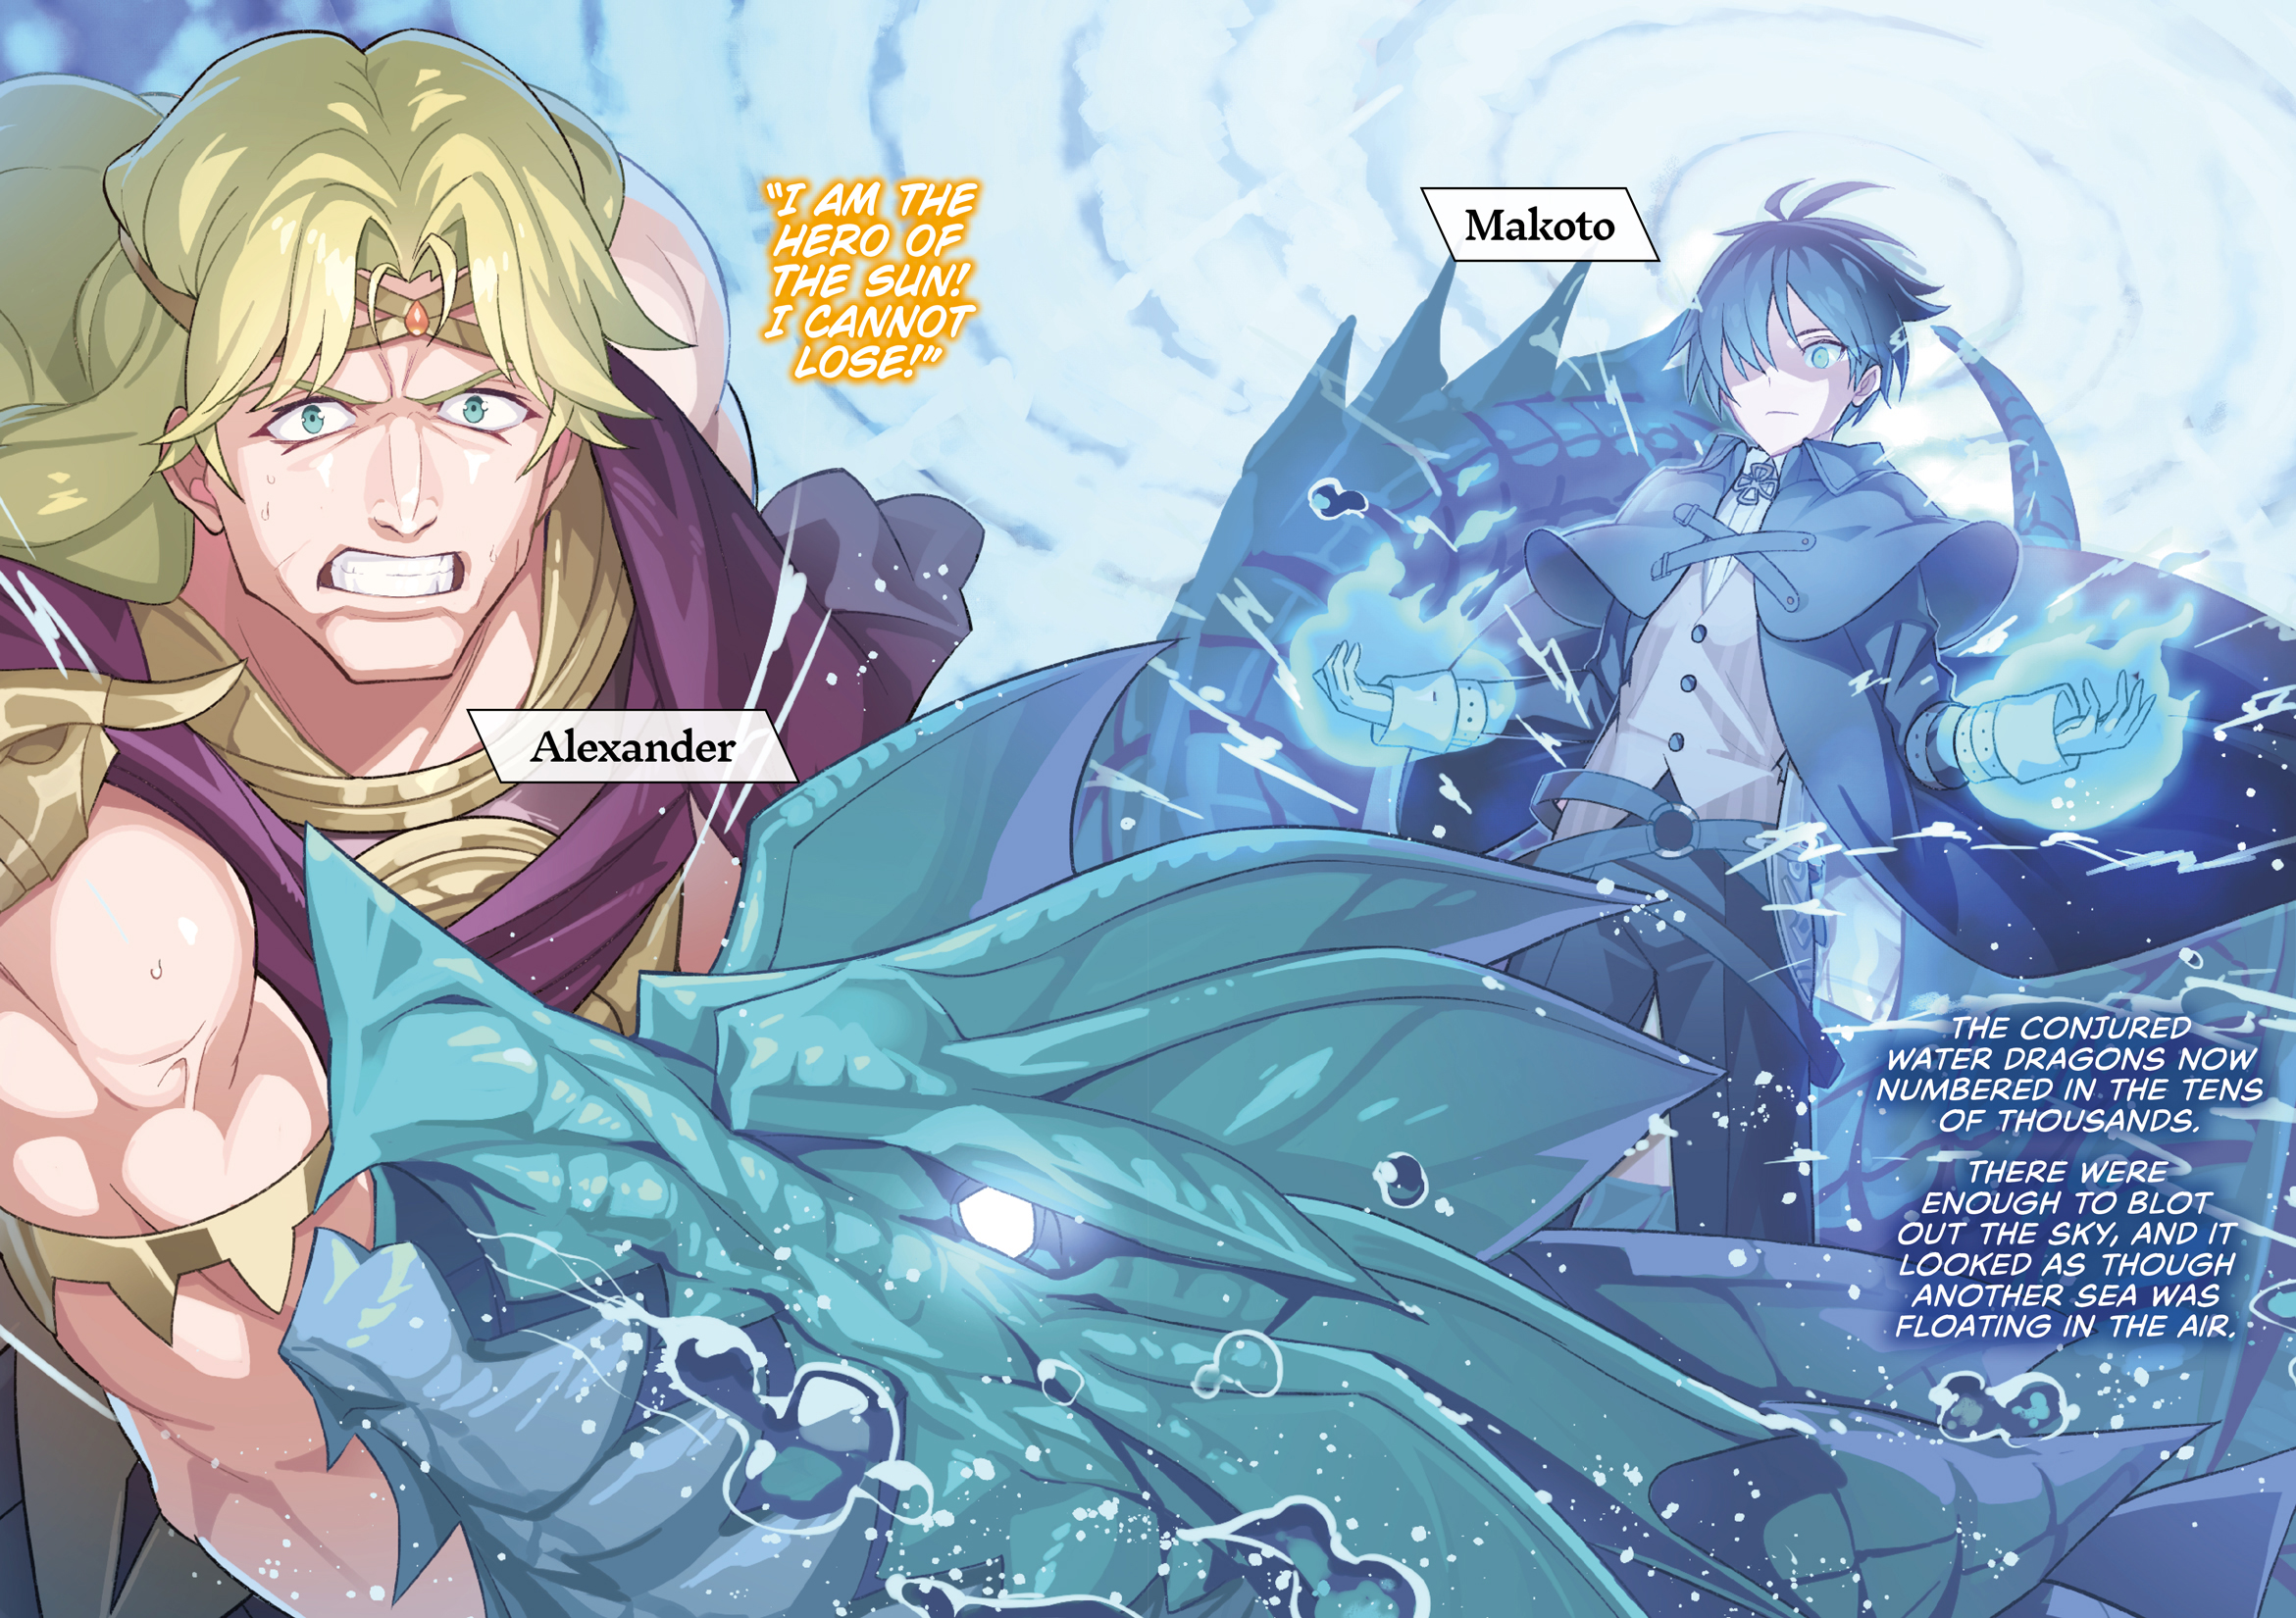 "I AM THE
HERO OF
THE SUN!
I CANNOT
LOSE!"
Makoto
Alexander
THE CONJURED
WATER DRAGONS NOW
NUMBERED IN THE TENS
OF THOUSANDS.
THERE WERE
ENOUGH TO BLOT
OUT THE SKY, AND IT
LOOKED AS THOUGH
ANOTHER SEA WAS
FLOATING IN THE AIR.